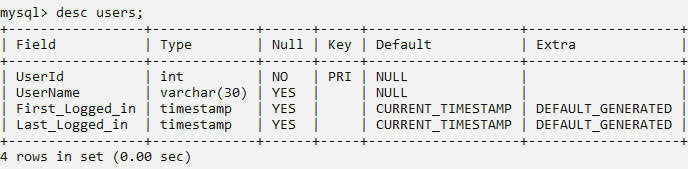 mysql> desc users;
+----------------+-------------+------+-----+-------------------+-------------------+
| Field          | Type        | Null | Key | Default           | Extra             |
+----------------+-------------+------+-----+-------------------+-------------------+
| UserId         | int         | NO   | PRI | NULL              |                   |
| UserName       | varchar(30) | YES  |     | NULL              |                   |
| First_Logged_in | timestamp   | YES  |     | CURRENT_TIMESTAMP | DEFAULT_GENERATED |
| Last_Logged_in | timestamp   | YES  |     | CURRENT_TIMESTAMP | DEFAULT_GENERATED |
+----------------+-------------+------+-----+-------------------+-------------------+
4 rows in set (0.00 sec)